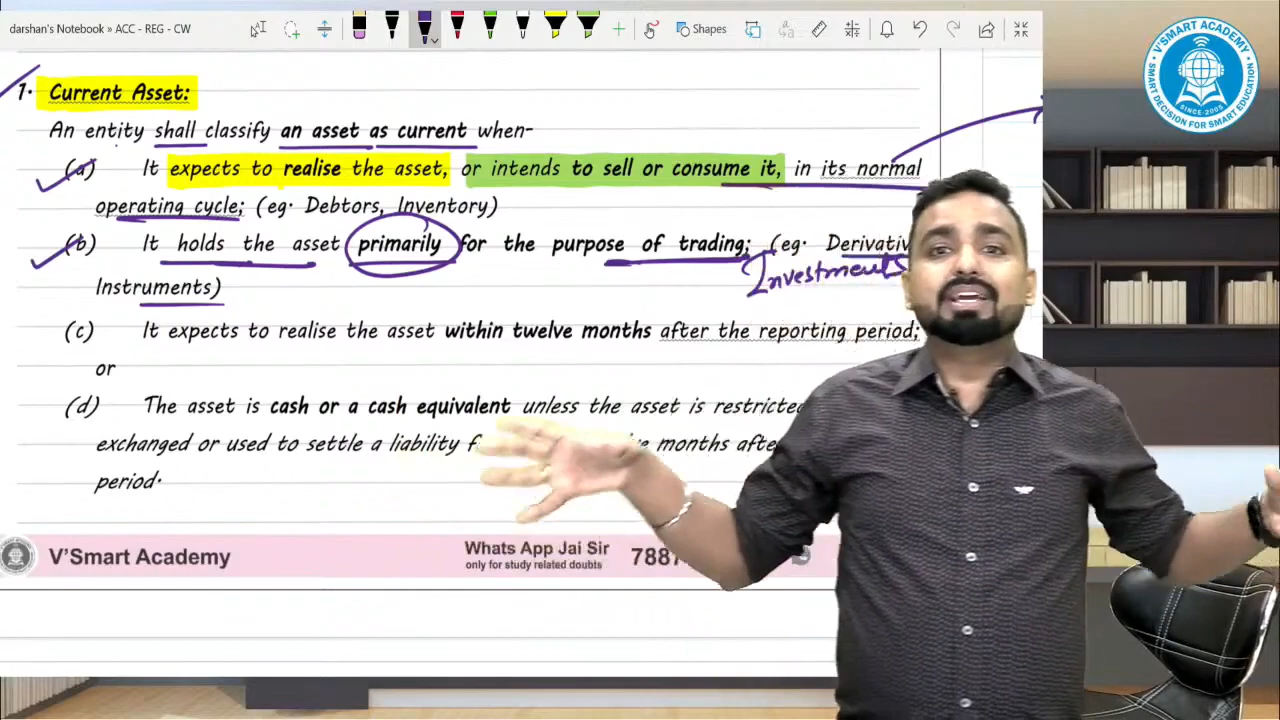 darshan's Notebook » ACC - REG - CW
Shapes
V'SMART ACADEMY
SMART DECISION FOR SMART EDUCATION
SINCE-2005
1. Current Asset:
An entity shall classify an asset as current when-
(a) It expects to realise the asset, or intends to sell or consume it, in its normal
operating cycle; (eg. Debtors, Inventory)
(b) It holds the asset primarily for the purpose of trading; (eg. Derivativ
Investments
Instruments)
(c) It expects to realise the asset within twelve months after the reporting period;
or
(d) The asset is cash or a cash equivalent unless the asset is restricted
exchanged or used to settle a liability months afte
period.
V'Smart Academy
Whats App Jai Sir
only for study related doubts
788